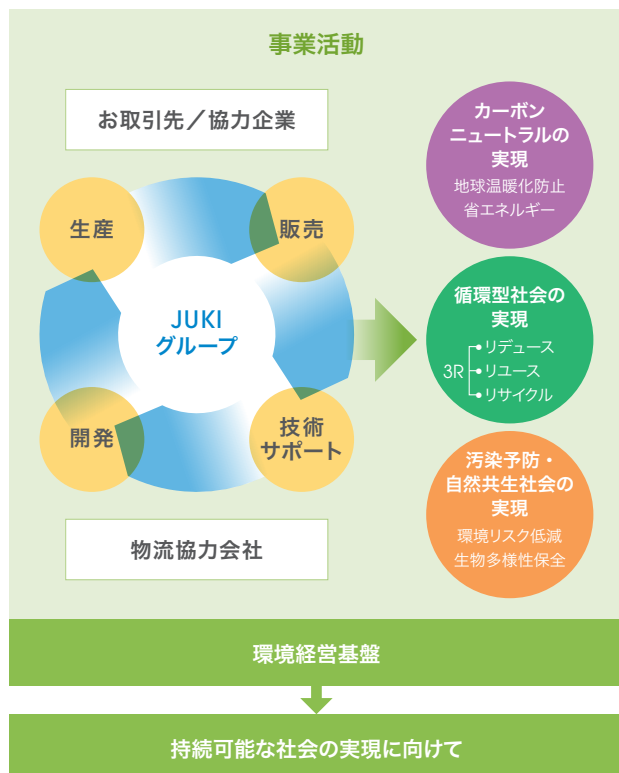 事業活動
お取引先／協力企業
生産
販売
JUKI
グループ
開発
技術
サポート
物流協力会社
カーボン
ニュートラルの
実現
地球温暖化防止
省エネルギー
循環型社会の
実現
3R
リデュース
リユース
リサイクル
汚染予防・
自然共生社会の
実現
環境リスク低減
生物多様性保全
環境経営基盤
持続可能な社会の実現に向けて